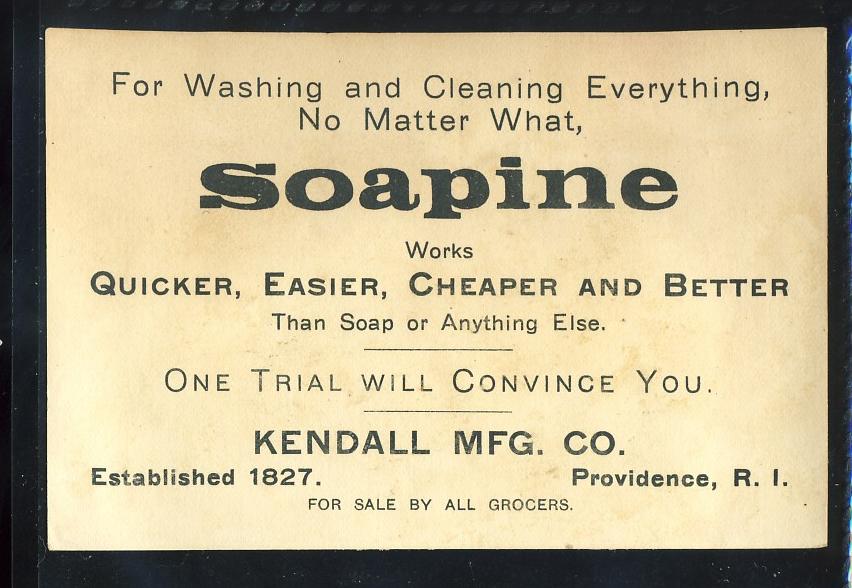 For Washing and Cleaning Everything,
No Matter What,
Soapine
Works
QUICKER, EASIER, CHEAPER AND BETTER
Than Soap or Anything Else.
ONE TRIAL WILL CONVINCE YOU.
KENDALL MFG. CO.
Established 1827. Providence, R. I.
FOR SALE BY ALL GROCERS.